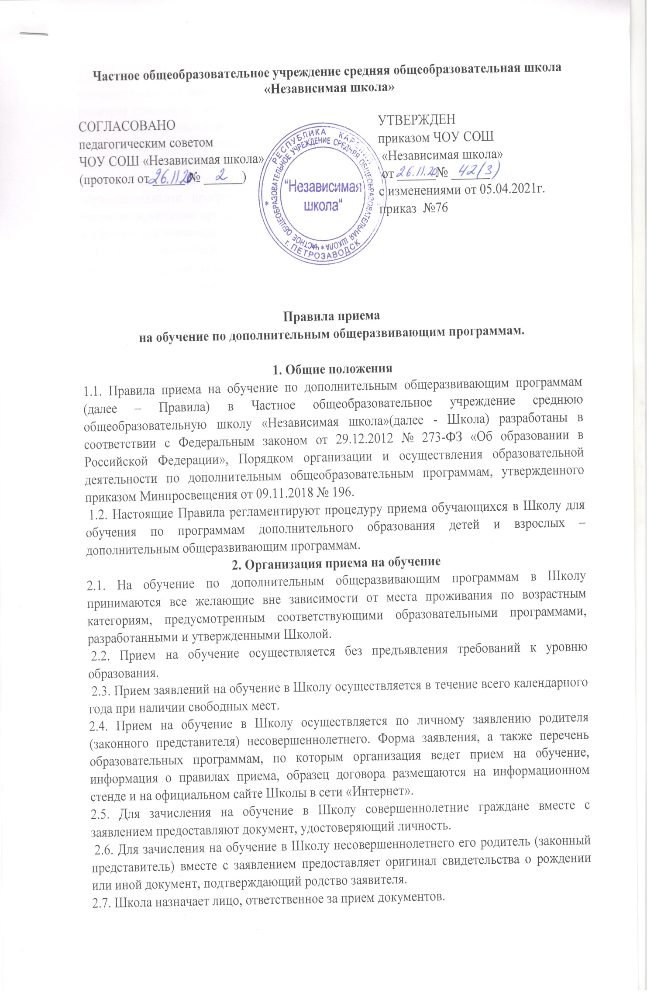 Частное общеобразовательное учреждение средняя общеобразовательная школа
«Независимая школа»
СОГЛАСОВАНО
педагогическим советом
ЧОУ СОШ «Независимая школа»
(протокол от 26.11.20 № 2)
УТВЕРЖДЕН
приказом ЧОУ СОШ
«Независимая школа»
от 26.11.20 № 42(3)
с изменениями от 05.04.2021г.
приказ №76
РЕСПУБЛИКА КАРЕЛИЯ
* ЧАСТНОЕ ОБЩЕОБРАЗОВАТЕЛЬНОЕ УЧРЕЖДЕНИЕ СРЕДНЯЯ ОБЩЕОБРАЗОВАТЕЛЬНАЯ ШКОЛА
"Независимая
школа"
г. ПЕТРОЗАВОДСК
Правила приема
на обучение по дополнительным общеразвивающим программам.
1. Общие положения
1.1. Правила приема на обучение по дополнительным общеразвивающим программам
(далее – Правила) в Частное общеобразовательное учреждение среднюю
общеобразовательную школу «Независимая школа»(далее - Школа) разработаны в
соответствии с Федеральным законом от 29.12.2012 № 273-ФЗ «Об образовании в
Российской Федерации», Порядком организации и осуществления образовательной
деятельности по дополнительным общеобразовательным программам, утвержденного
приказом Минпросвещения от 09.11.2018 № 196.
1.2. Настоящие Правила регламентируют процедуру приема обучающихся в Школу для
обучения по программам дополнительного образования детей и взрослых –
дополнительным общеразвивающим программам.
2. Организация приема на обучение
2.1. На обучение по дополнительным общеразвивающим программам в Школу
принимаются все желающие вне зависимости от места проживания по возрастным
категориям, предусмотренным соответствующими образовательными программами,
разработанными и утвержденными Школой.
2.2. Прием на обучение осуществляется без предъявления требований к уровню
образования.
2.3. Прием заявлений на обучение в Школу осуществляется в течение всего календарного
года при наличии свободных мест.
2.4. Прием на обучение в Школу осуществляется по личному заявлению родителя
(законного представителя) несовершеннолетнего. Форма заявления, а также перечень
образовательных программам, по которым организация ведет прием на обучение,
информация о правилах приема, образец договора размещаются на информационном
стенде и на официальном сайте Школы в сети «Интернет».
2.5. Для зачисления на обучение в Школу совершеннолетние граждане вместе с
заявлением предоставляют документ, удостоверяющий личность.
2.6. Для зачисления на обучение в Школу несовершеннолетнего его родитель (законный
представитель) вместе с заявлением предоставляет оригинал свидетельства о рождении
или иной документ, подтверждающий родство заявителя.
2.7. Школа назначает лицо, ответственное за прием документов.